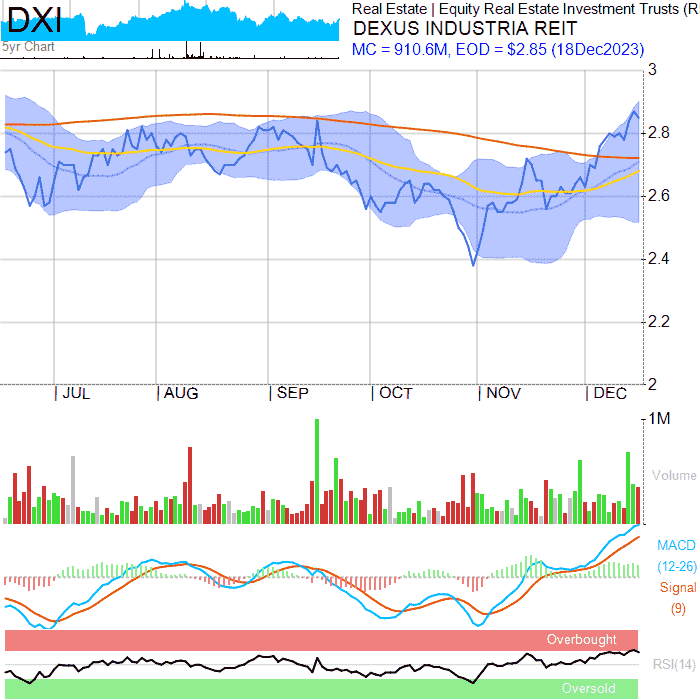 DXI
5yr Chart
Real Estate | Equity Real Estate Investment Trusts (R
DEXUS INDUSTRIA REIT
MC = 910.6M, EOD = $2.85 (18Dec2023)
3
2.8
2.6
2.4
2.2
2
JUL AUG SEP OCT NOV DEC
1M
Volume
MACD
(12-26)
Signal
(9)
Overbought
RSI(14)
Oversold